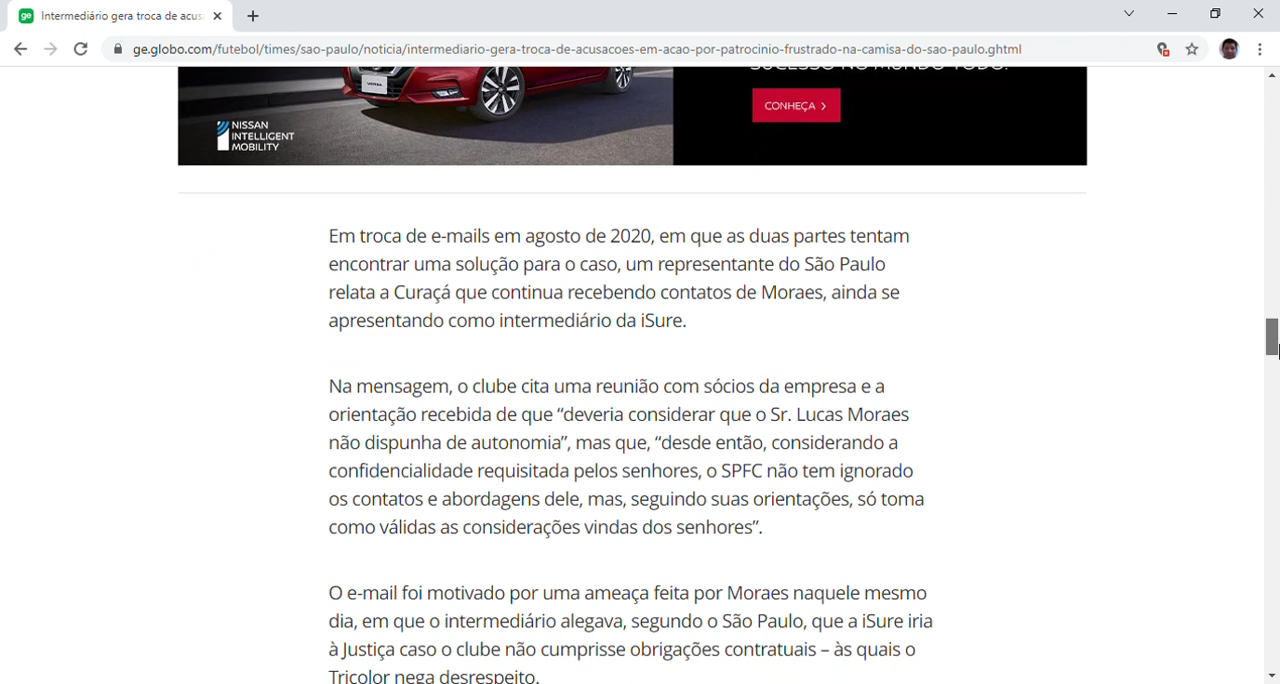 Intermediário gera troca de acus
ge.globo.com/futebol/times/sao-paulo/noticia/intermediario-gera-troca-de-acusacoes-em-acao-por-patrocinio-frustrado-na-camisa-do-sao-paulo.ghtml
SUCESSO NO MUNDO TODO.
CONHEÇA >
NISSAN
INTELLIGENT
MOBILITY
Em troca de e-mails em agosto de 2020, em que as duas partes tentam
encontrar uma solução para o caso, um representante do São Paulo
relata a Curaçá que continua recebendo contatos de Moraes, ainda se
apresentando como intermediário da iSure.
Na mensagem, o clube cita uma reunião com sócios da empresa e a
orientação recebida de que “deveria considerar que o Sr. Lucas Moraes
não dispunha de autonomia”, mas que, “desde então, considerando a
confidencialidade requisitada pelos senhores, o SPFC não tem ignorado
os contatos e abordagens dele, mas, seguindo suas orientações, só toma
como válidas as considerações vindas dos senhores”.
O e-mail foi motivado por uma ameaça feita por Moraes naquele mesmo
dia, em que o intermediário alegava, segundo o São Paulo, que a iSure iria
à Justiça caso o clube não cumprisse obrigações contratuais – às quais o
Tricolor nega desrespeito.